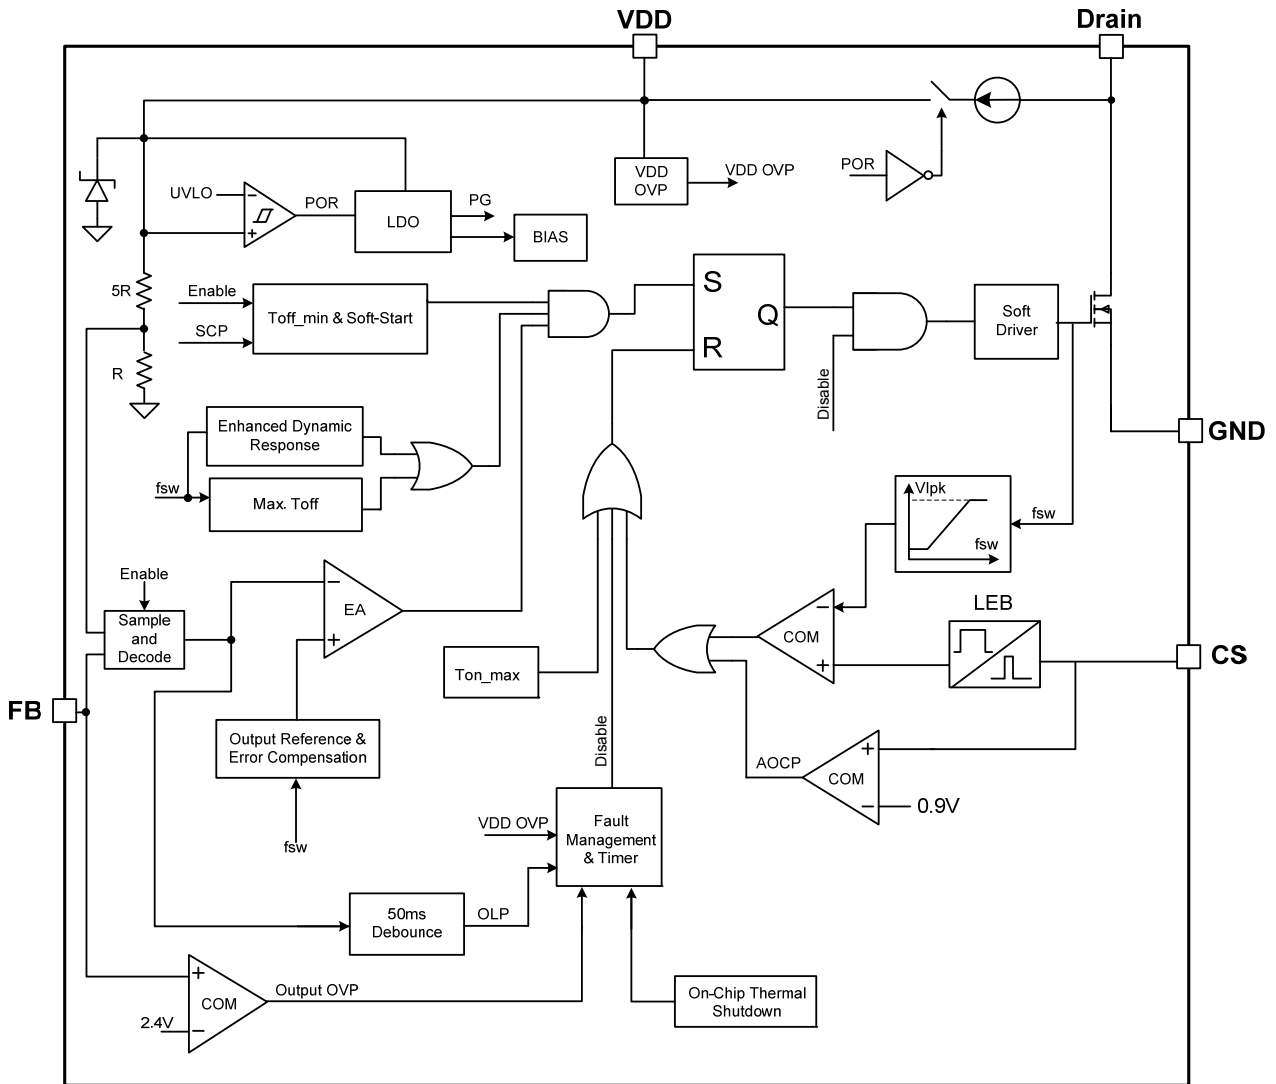 VDD
Drain
VDD
OVP
VDD OVP
POR
UVLO
POR
LDO
PG
BIAS
5R
R
Enable
SCP
Toff_min & Soft-Start
S
R
Q
Disable
Soft
Driver
GND
Enhanced Dynamic
Response
fsw
Max. Toff
VIpk
fsw
fsw
Enable
Sample
and
Decode
EA
LEB
COM
CS
Ton_max
FB
Output Reference &
Error Compensation
fsw
Disable
AOCP
COM
0.9V
VDD OVP
Fault
Management
& Timer
50ms
Debounce
OLP
COM
2.4V
Output OVP
On-Chip Thermal
Shutdown